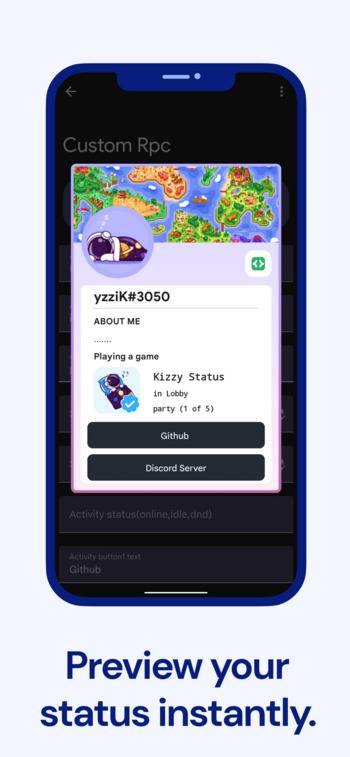 Custom Rpc
yzziK#3050
ABOUT ME
.......
Playing a game
Kizzy Status
in Lobby
party (1 of 5)
Github
Discord Server
Activity status(online,idle,dnd)
Activity button1 text
Github
Preview your
status instantly.